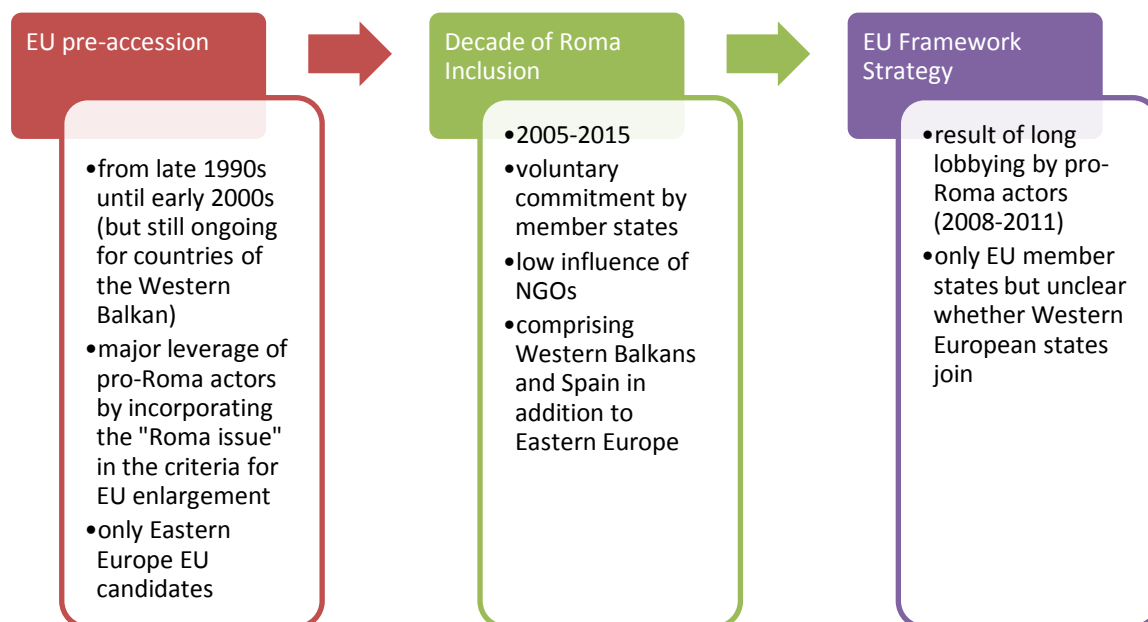 EU pre-accession
•from late 1990s
until early 2000s
(but still ongoing
for countries of
the Western
Balkan)
•major leverage of
pro-Roma actors
by incorporating
the "Roma issue"
in the criteria for
EU enlargement
•only Eastern
Europe EU
candidates
Decade of Roma
Inclusion
•2005-2015
•voluntary
commitment by
member states
•low influence of
NGOs
•comprising
Western Balkans
and Spain in
addition to
Eastern Europe
EU Framework
Strategy
•result of long
lobbying by pro-
Roma actors
(2008-2011)
•only EU member
states but unclear
whether Western
European states
join